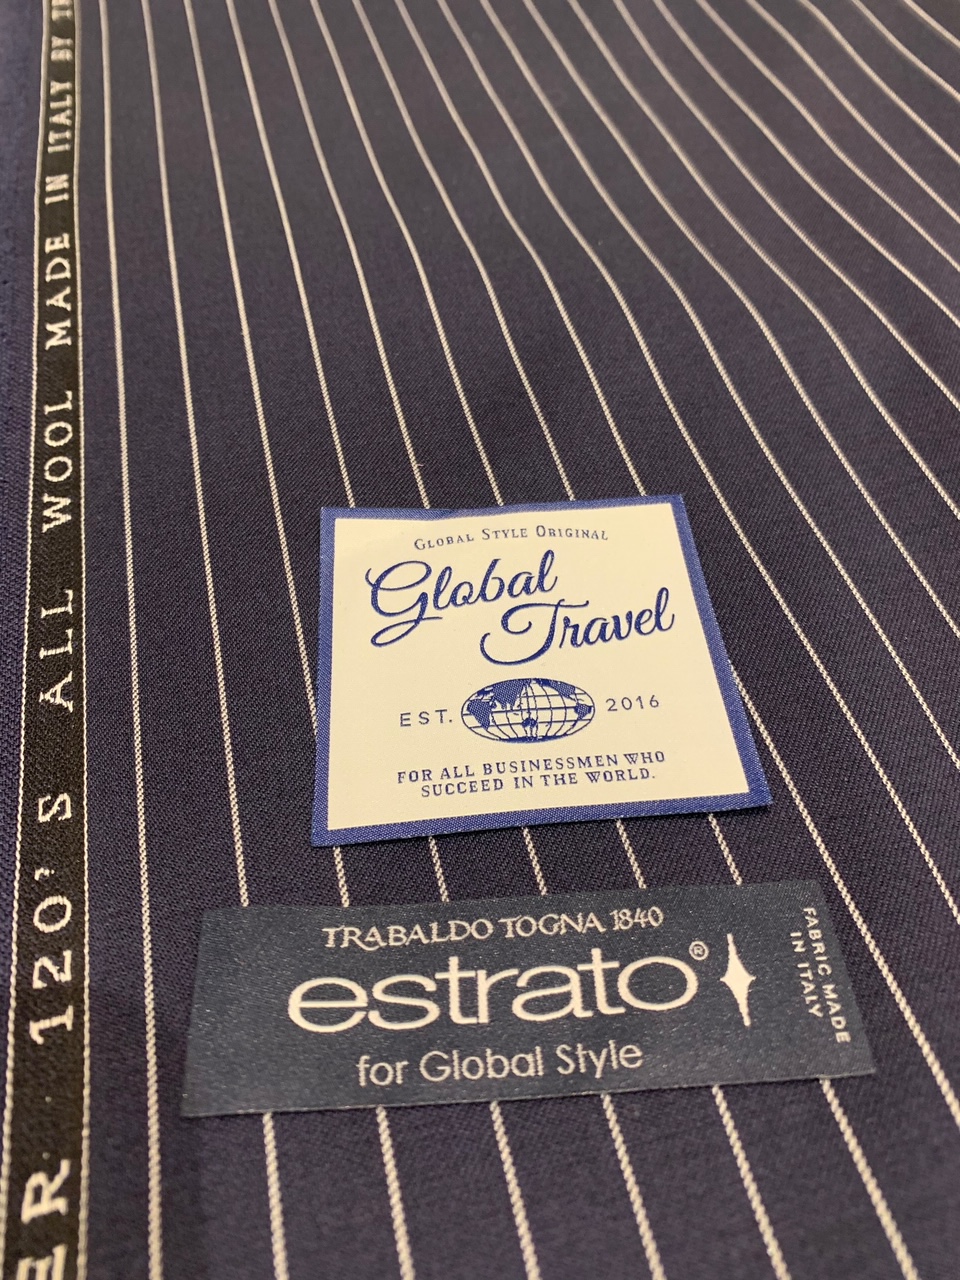 120'S ALL WOOL MADE IN ITALY BY
GLOBAL STYLE ORIGINAL
Global
Travel
EST. 2016
FOR ALL BUSINESSMEN WHO
SUCCEED IN THE WORLD.
TRABALDO TOGNA 1840
estrato®
for Global Style
FABRIC MADE
IN ITALY